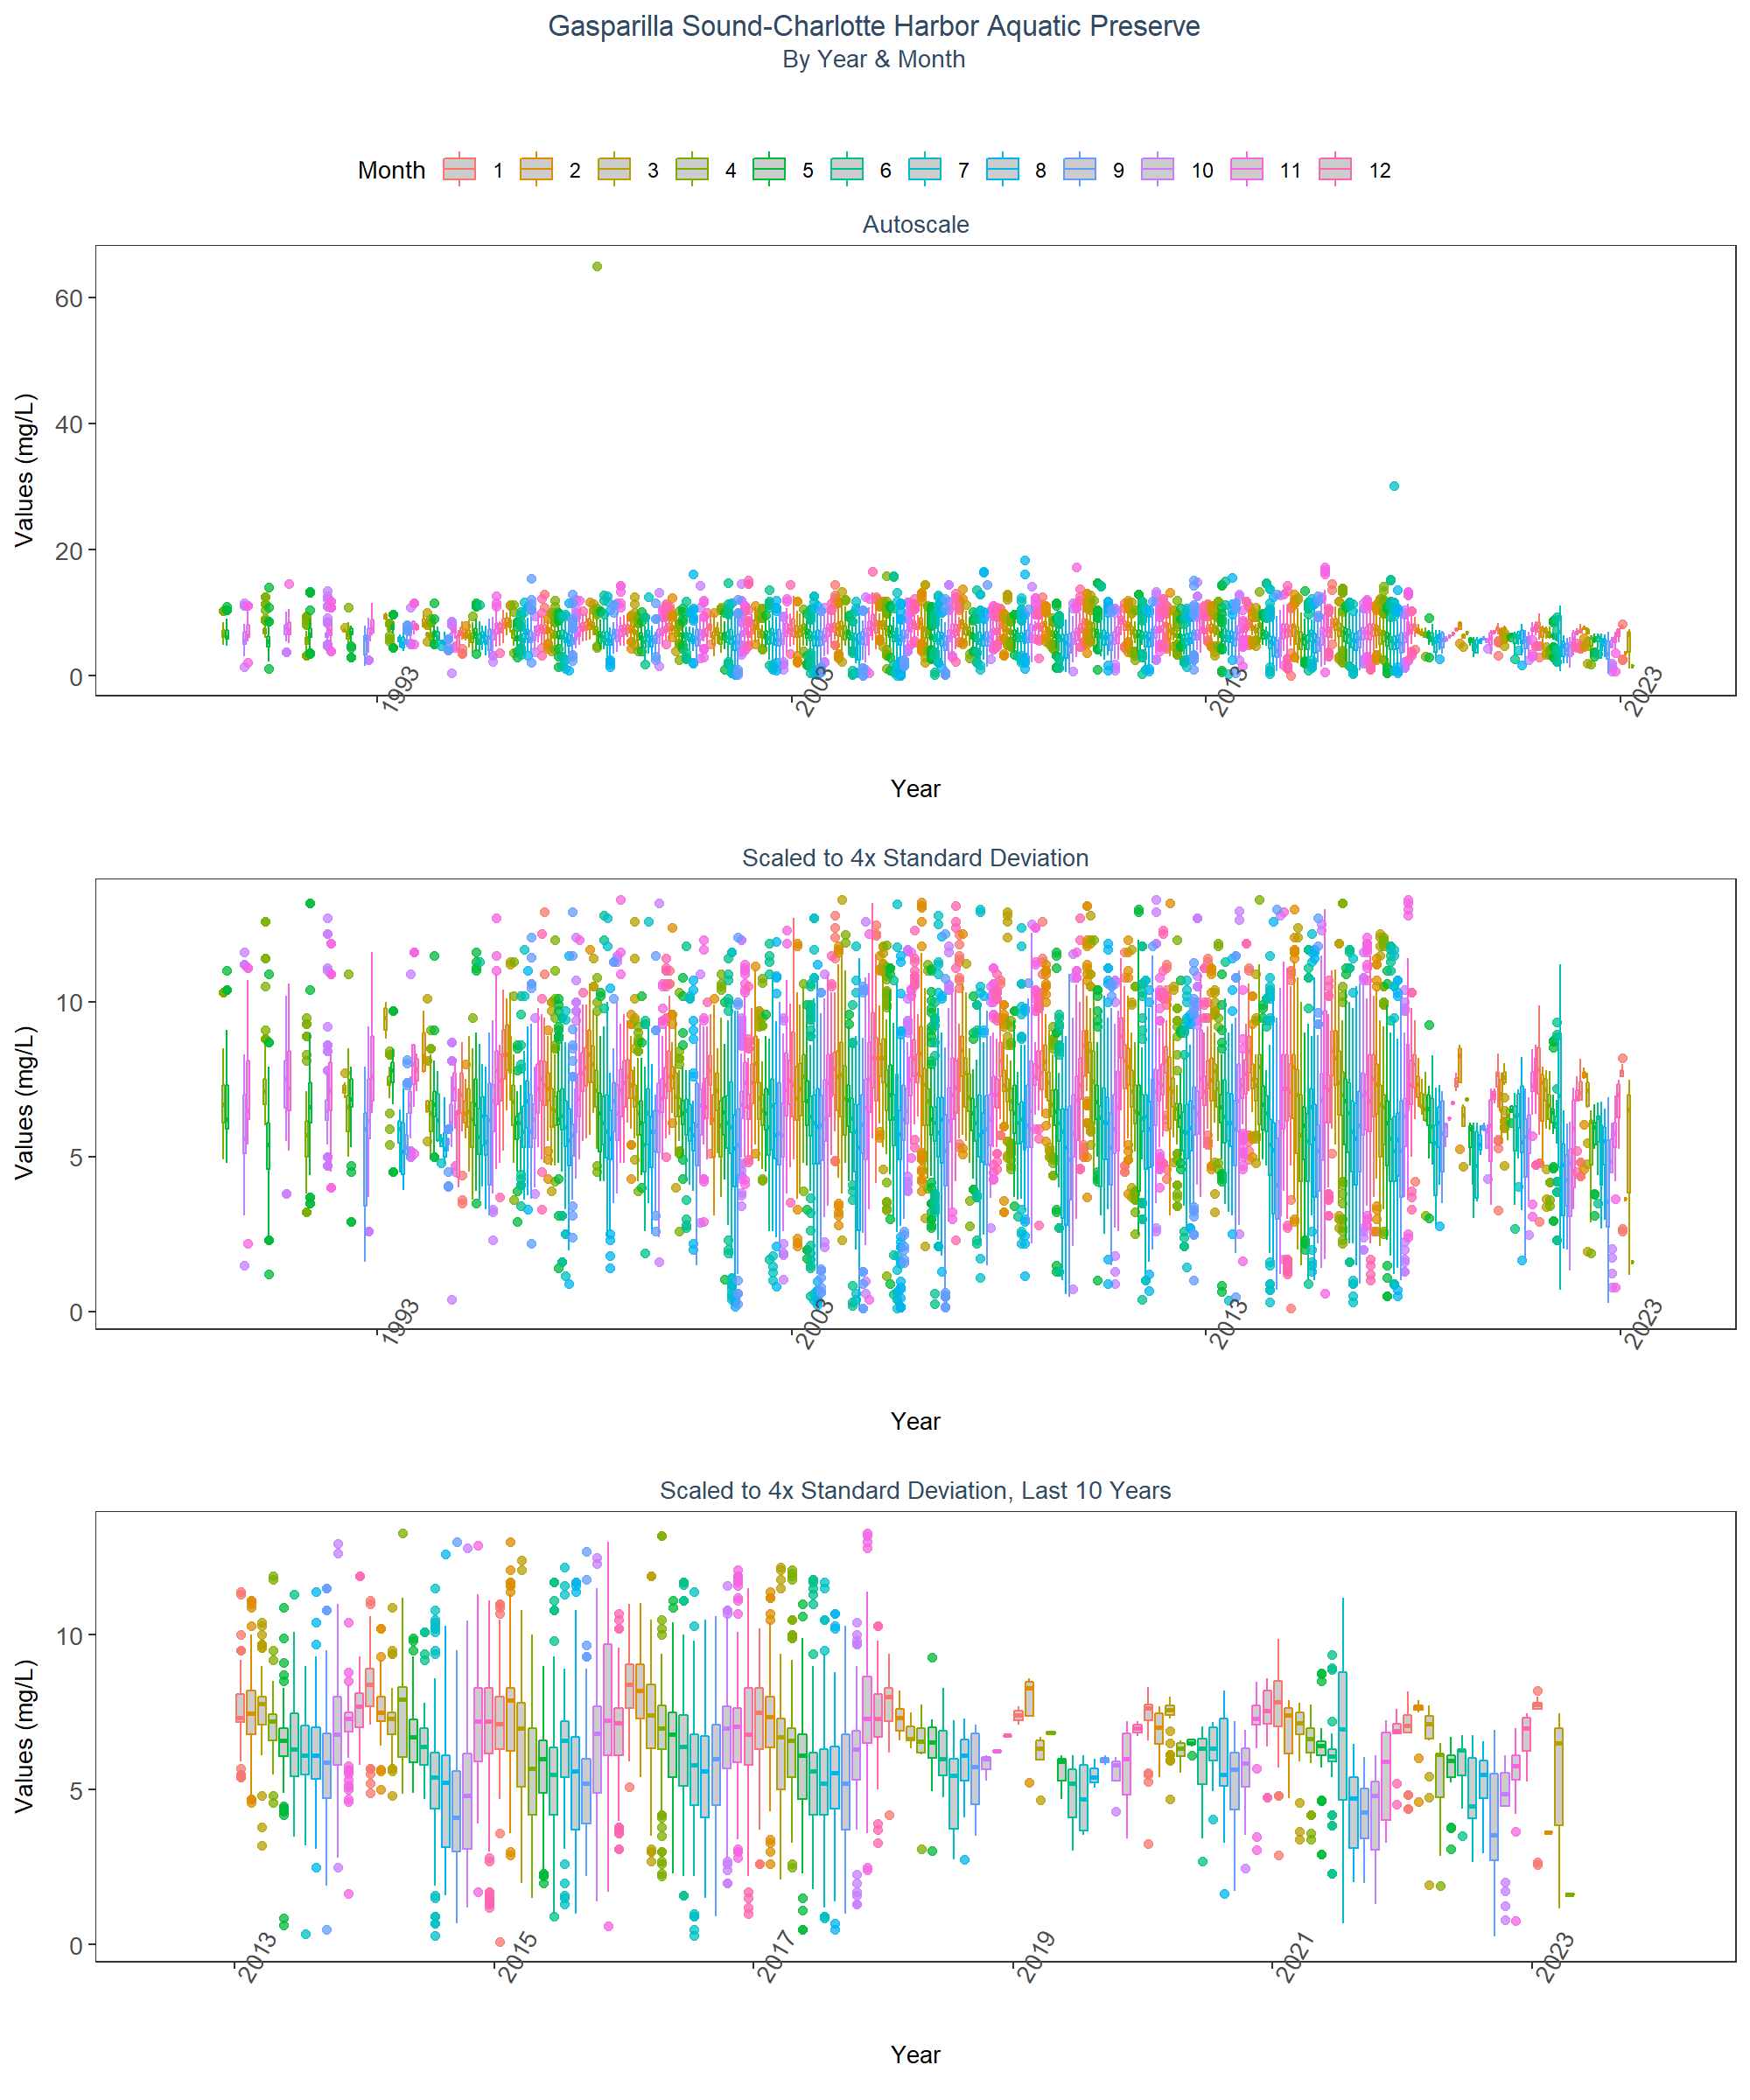 Gasparilla Sound-Charlotte Harbor Aquatic Preserve
By Year & Month
Month 1 2 3 4 5 6 7 8 9 10 11 12
Autoscale
Values (mg/L)
60
40
20
0
1993 2003 2013 2023
Year
Scaled to 4x Standard Deviation
Values (mg/L)
10
5
0
1993 2003 2013 2023
Year
Scaled to 4x Standard Deviation, Last 10 Years
Values (mg/L)
10
5
0
2013 2015 2017 2019 2021 2023
Year